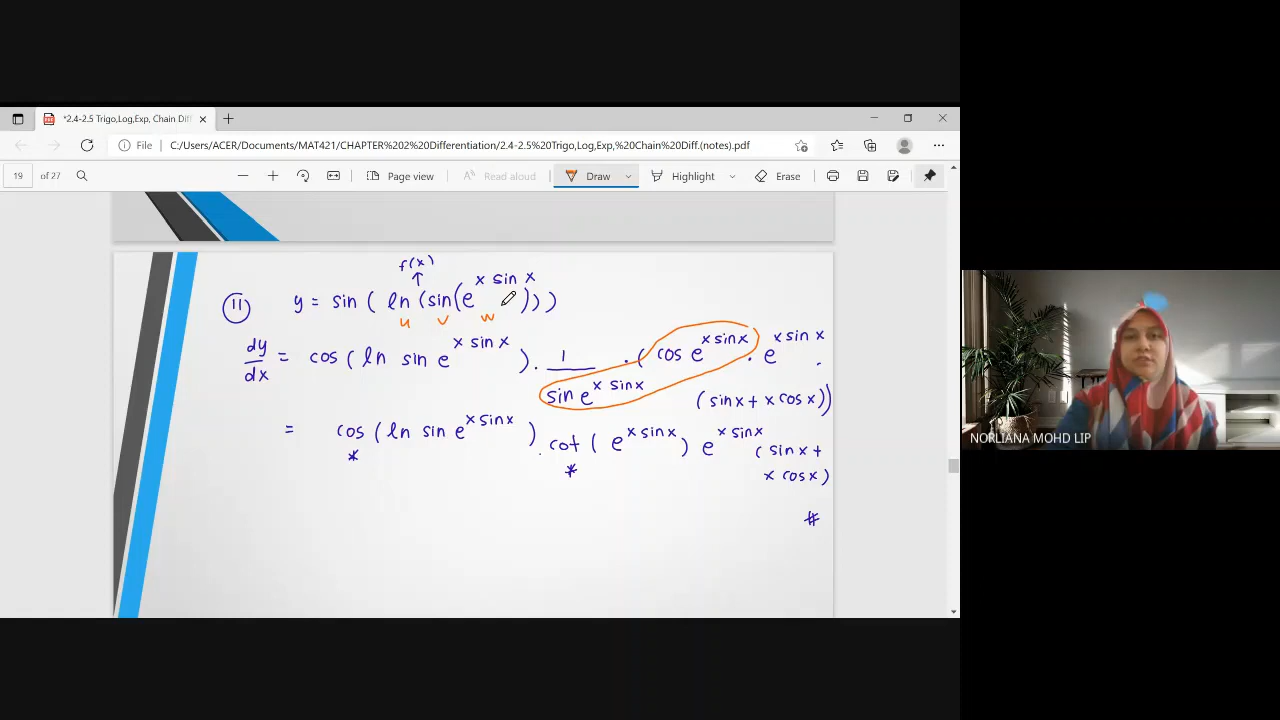 *2.4-2.5 Trigo,Log,Exp, Chain Dif
File C:/Users/ACER/Documents/MAT421/CHAPTER%202%20Differentiation/2.4-2.5%20Trigo,Log,Exp,%20Chain%20Diff.(notes).pdf
19 of 27 Page view Read aloud Draw Highlight Erase
f(x)
↑
11 y = sin ( ln (sin(e^(x sin x))))
u v w
dy/dx = cos ( ln sin e^(x sin x) ) . 1/(sin e^(x sin x)) . ( cos e^(x sin x) . e^(x sin x) .
(sin x + x cos x))
= cos ( ln sin e^(x sin x) ) . cot ( e^(x sin x) ) e^(x sin x) ( sin x +
x cos x )
* *
#
NORLIANA MOHD LIP